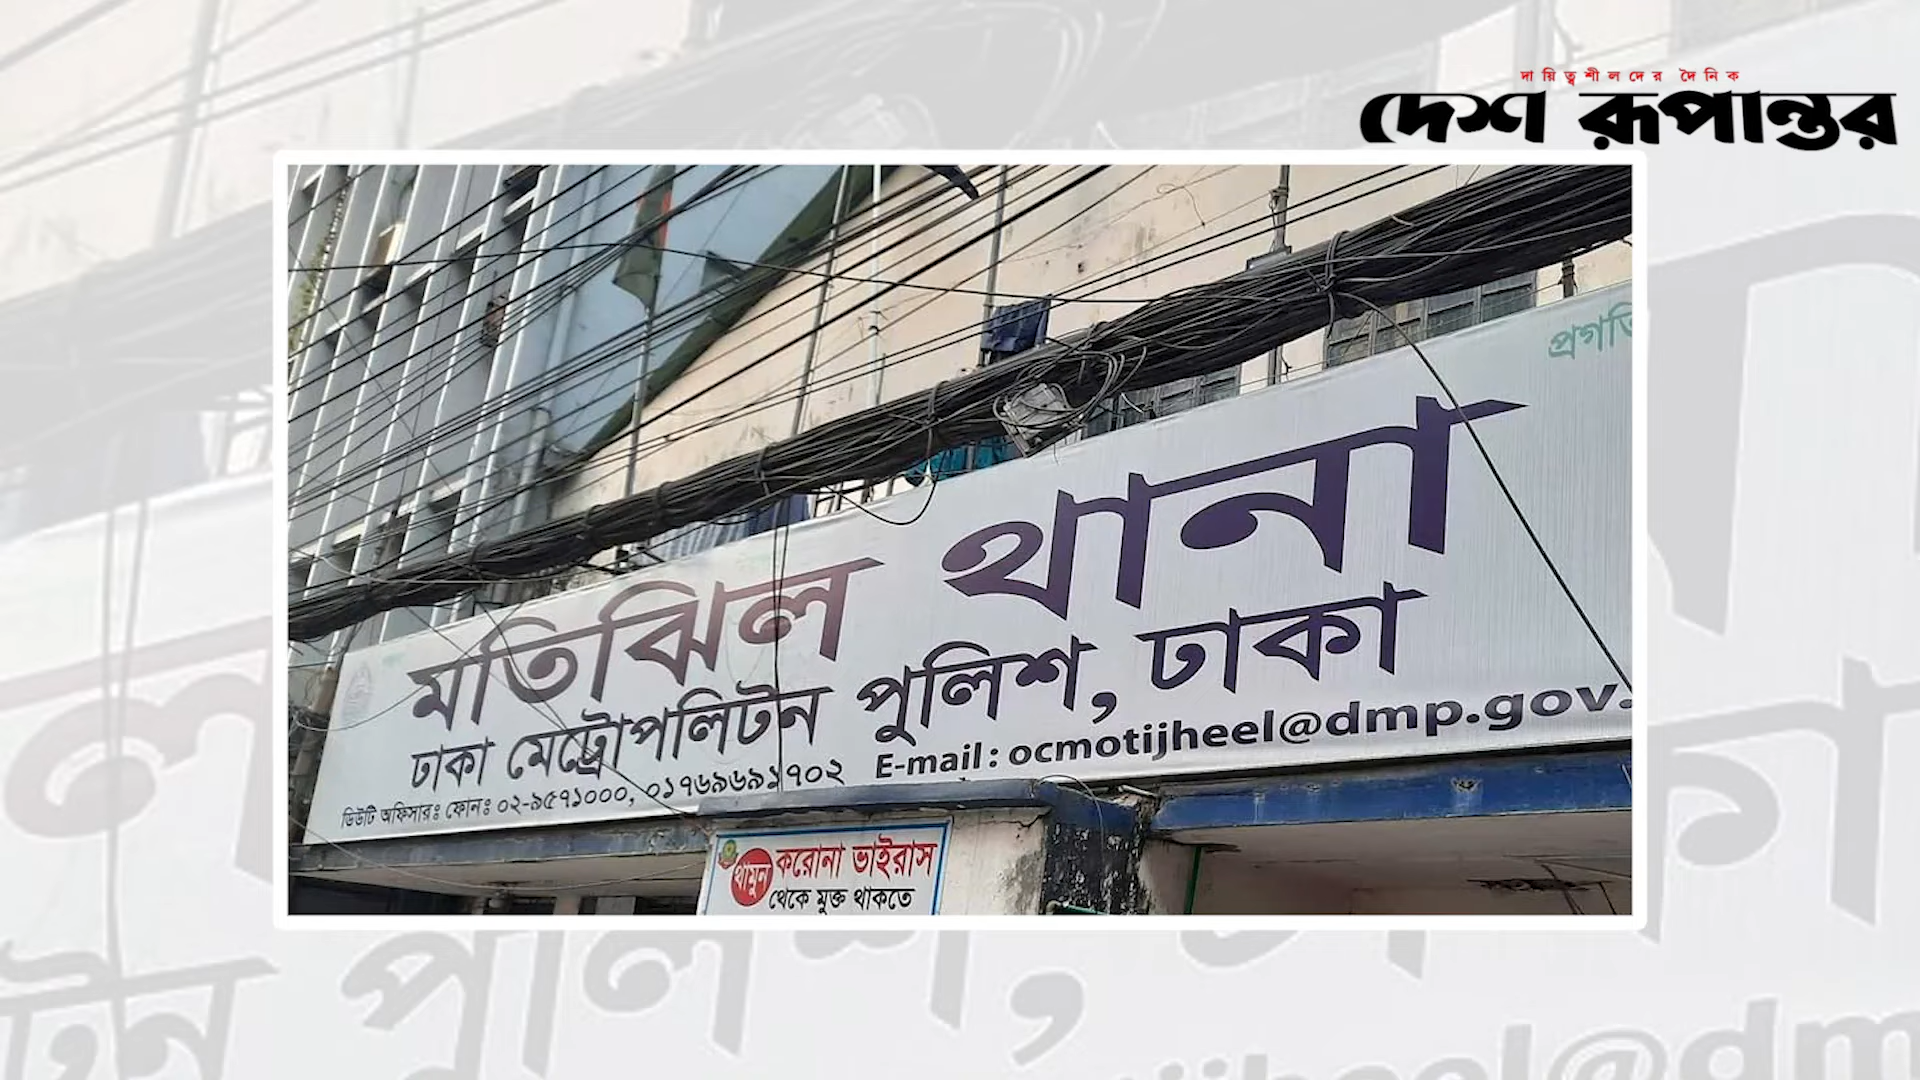 দায়িত্বশীলদের দৈনিক
দেশ রূপান্তর
মতিঝিল থানা
ঢাকা মেট্রোপলিটন পুলিশ, ঢাকা
ডিউটি অফিসারঃ ফোনঃ ০২-৯৫৭১০০০, ০১৭৬৯৬৯১৭০২
E-mail: ocmotijheel@dmp.gov.
থামুন
করোনা ভাইরাস
থেকে মুক্ত থাকতে